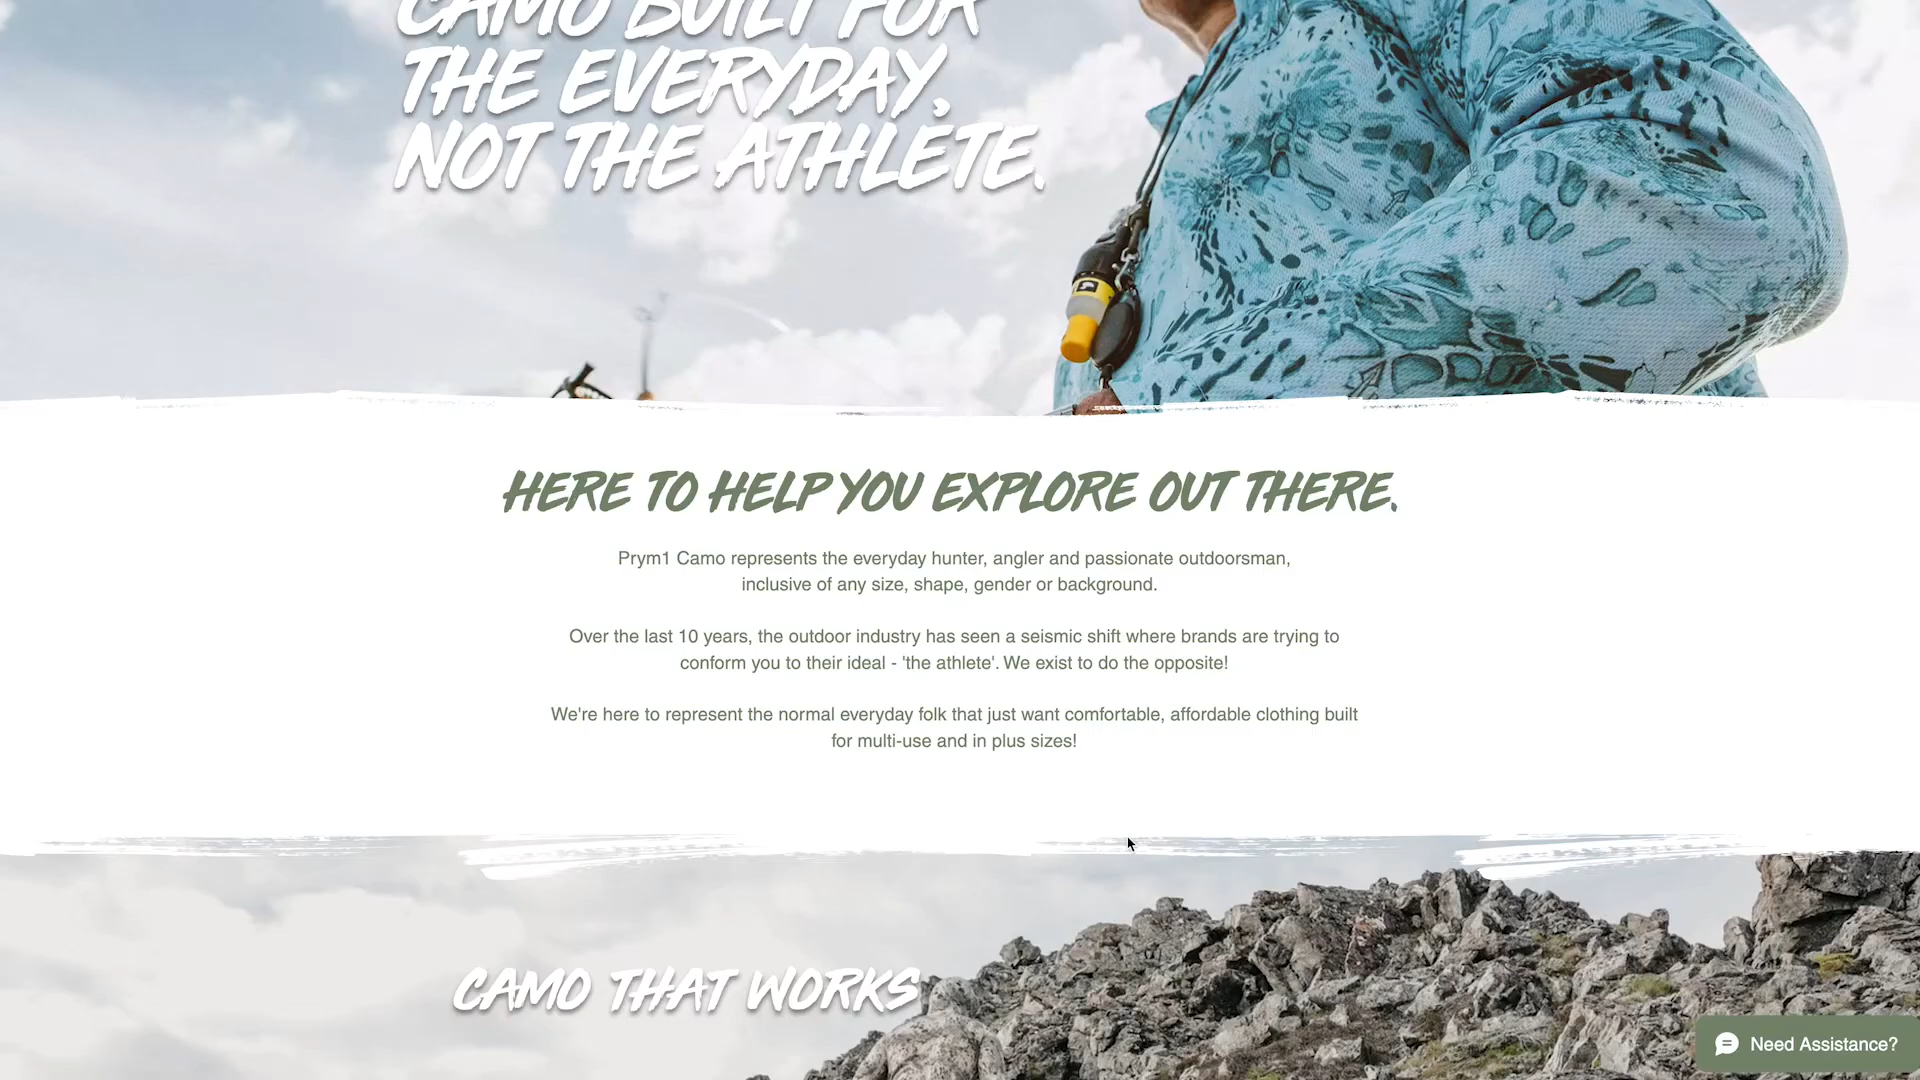 CAMO BUILT FOR
THE EVERYDAY,
NOT THE ATHLETE.
HERE TO HELP YOU EXPLORE OUT THERE.
Prym1 Camo represents the everyday hunter, angler and passionate outdoorsman,
inclusive of any size, shape, gender or background.
Over the last 10 years, the outdoor industry has seen a seismic shift where brands are trying to
conform you to their ideal - 'the athlete'. We exist to do the opposite!
We're here to represent the normal everyday folk that just want comfortable, affordable clothing built
for multi-use and in plus sizes!
CAMO THAT WORKS
Need Assistance?